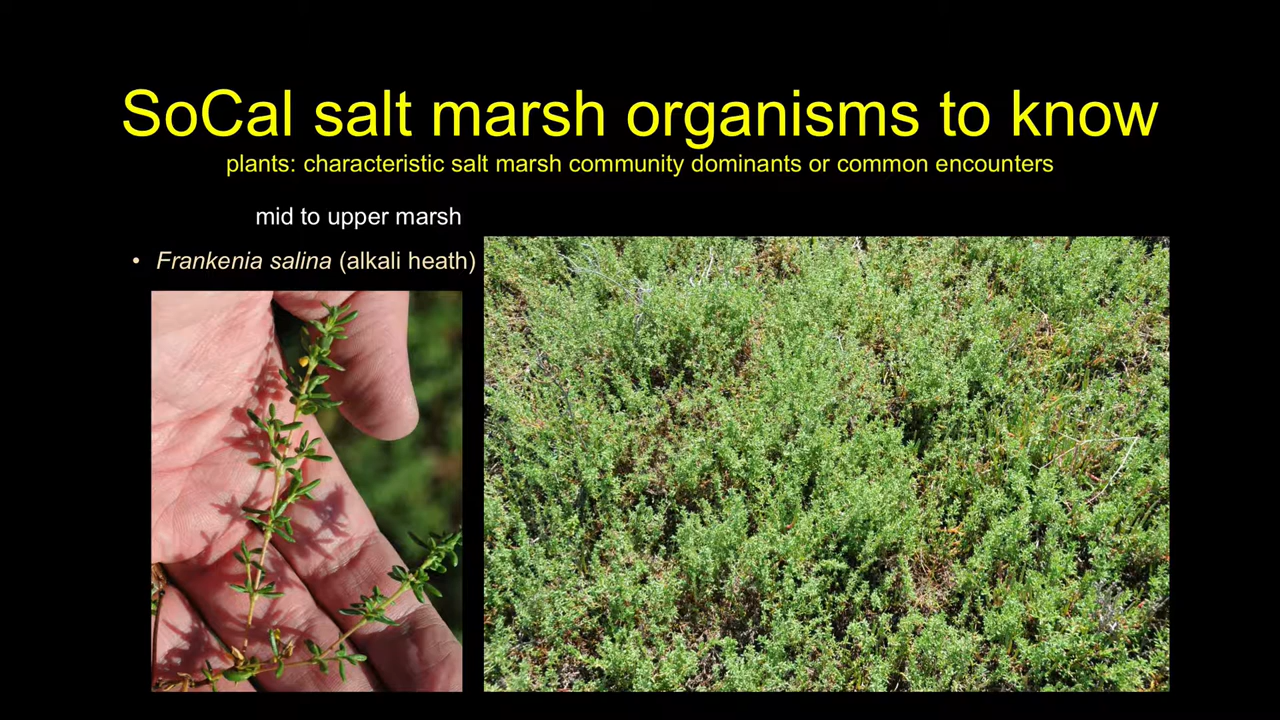 SoCal salt marsh organisms to know
plants: characteristic salt marsh community dominants or common encounters
mid to upper marsh
• Frankenia salina (alkali heath)